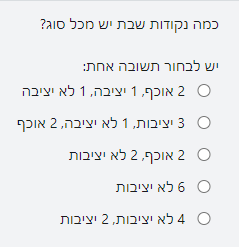 כמה נקודות שבת יש מכל סוג?
יש לבחור תשובה אחת:
2 אוכף, 1 יציבה, 1 לא יציבה
3 יציבות, 1 לא יציבה, 2 אוכף
2 אוכף, 2 לא יציבות
6 לא יציבות
4 לא יציבות, 2 יציבות